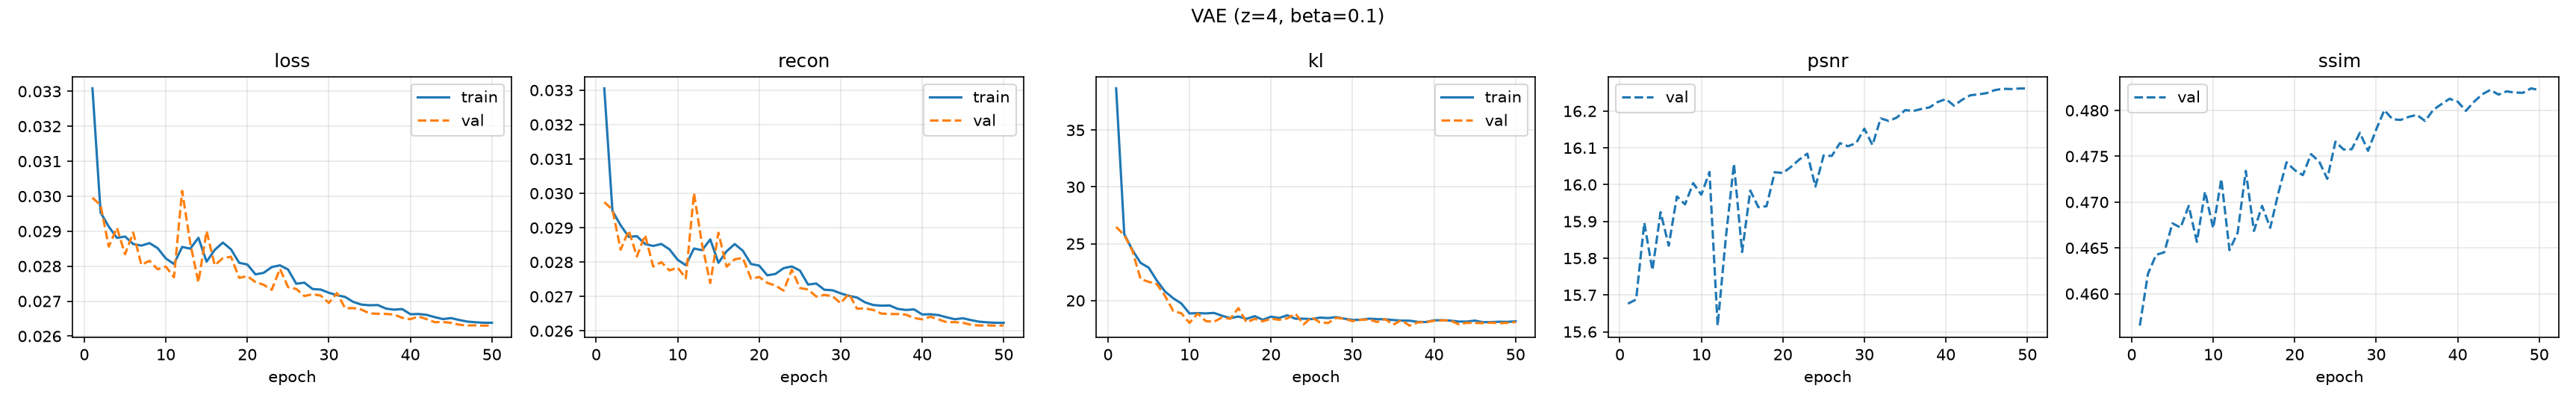 VAE (z=4, beta=0.1)
loss
train
val
0.033
0.032
0.031
0.030
0.029
0.028
0.027
0.026
0 10 20 30 40 50
epoch
recon
train
val
0.033
0.032
0.031
0.030
0.029
0.028
0.027
0.026
0 10 20 30 40 50
epoch
kl
train
val
35
30
25
20
0 10 20 30 40 50
epoch
psnr
val
16.2
16.1
16.0
15.9
15.8
15.7
15.6
0 10 20 30 40 50
epoch
ssim
val
0.480
0.475
0.470
0.465
0.460
0 10 20 30 40 50
epoch